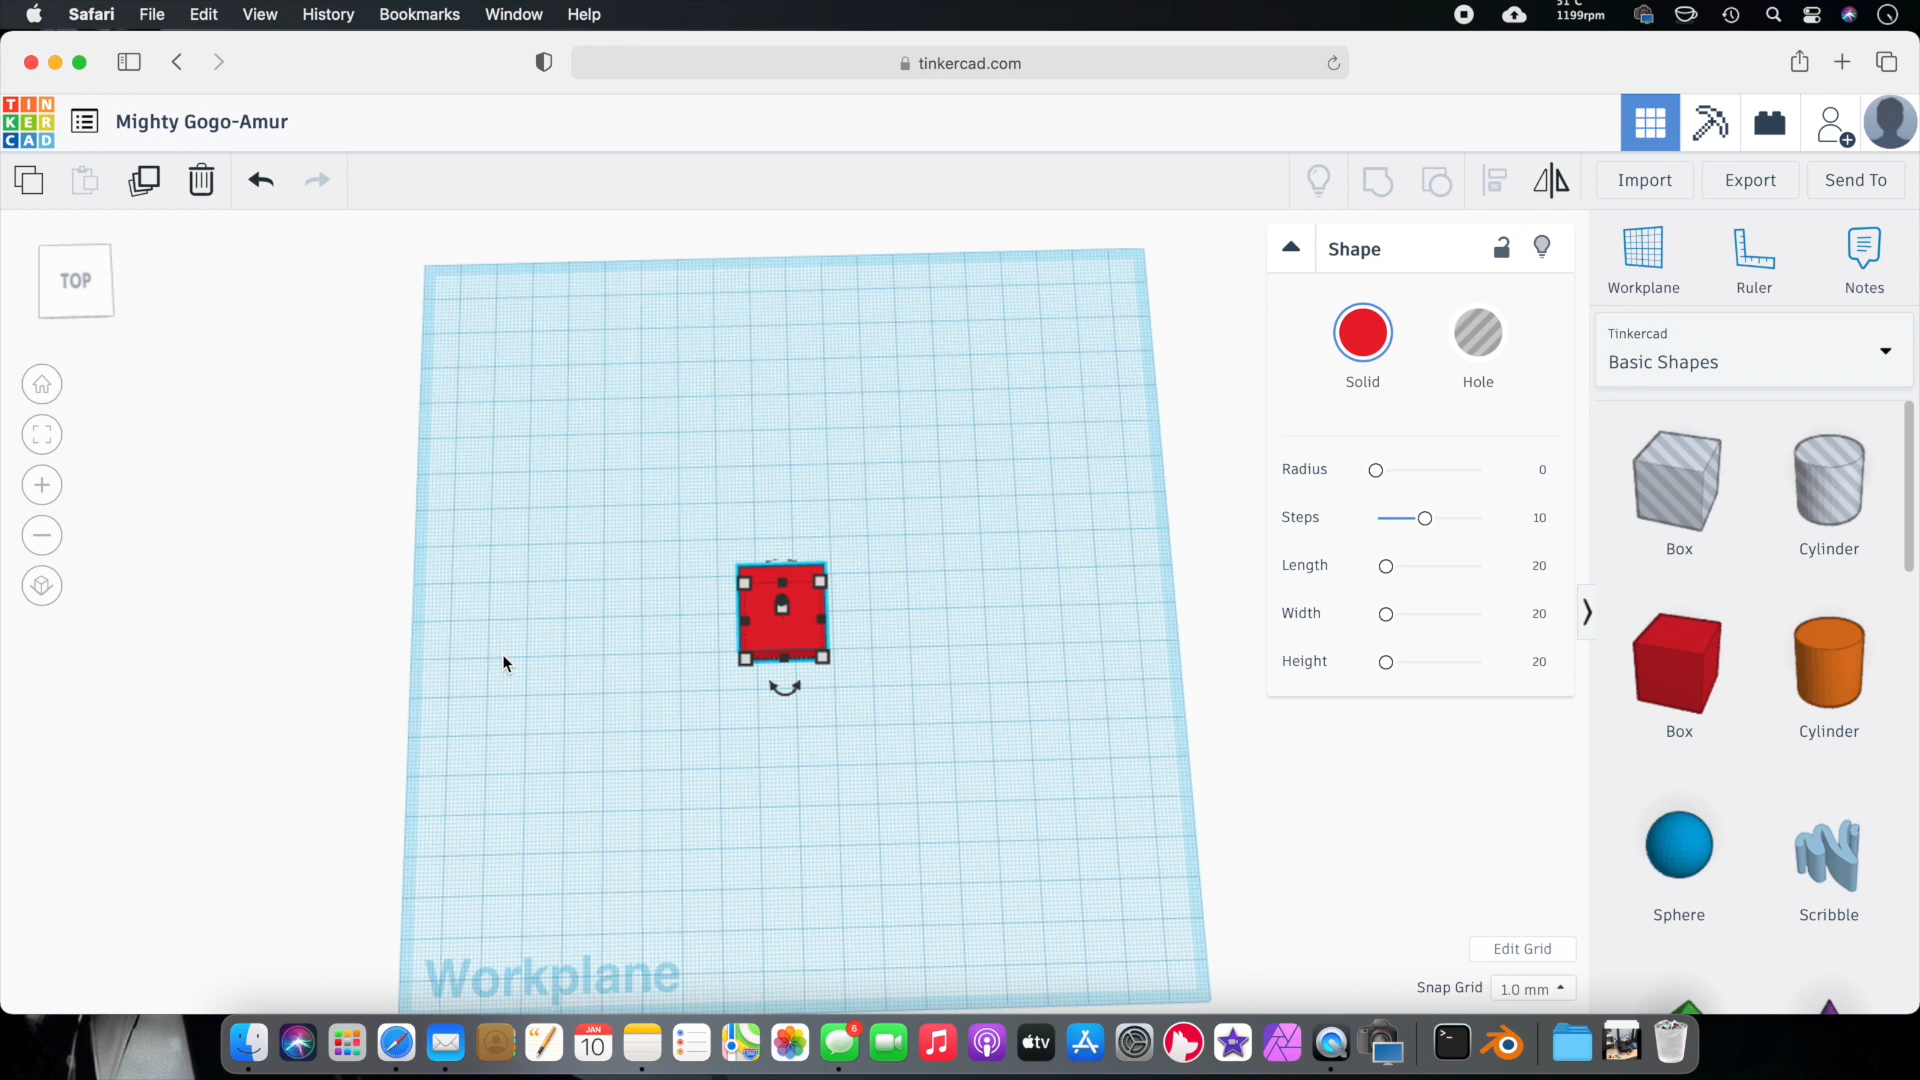 Safari File Edit View History Bookmarks Window Help
51°C
1199rpm
tinkercad.com
TIN
KER
CAD
Mighty Gogo-Amur
Import Export Send To
TOP
Shape
Workplane Ruler Notes
Solid Hole
Tinkercad
Basic Shapes
Radius 0
Steps 10
Length 20
Width 20
Height 20
Box Cylinder
Box Cylinder
Sphere Scribble
Workplane
Edit Grid
Snap Grid 1.0 mm
JAN
10
6
tv